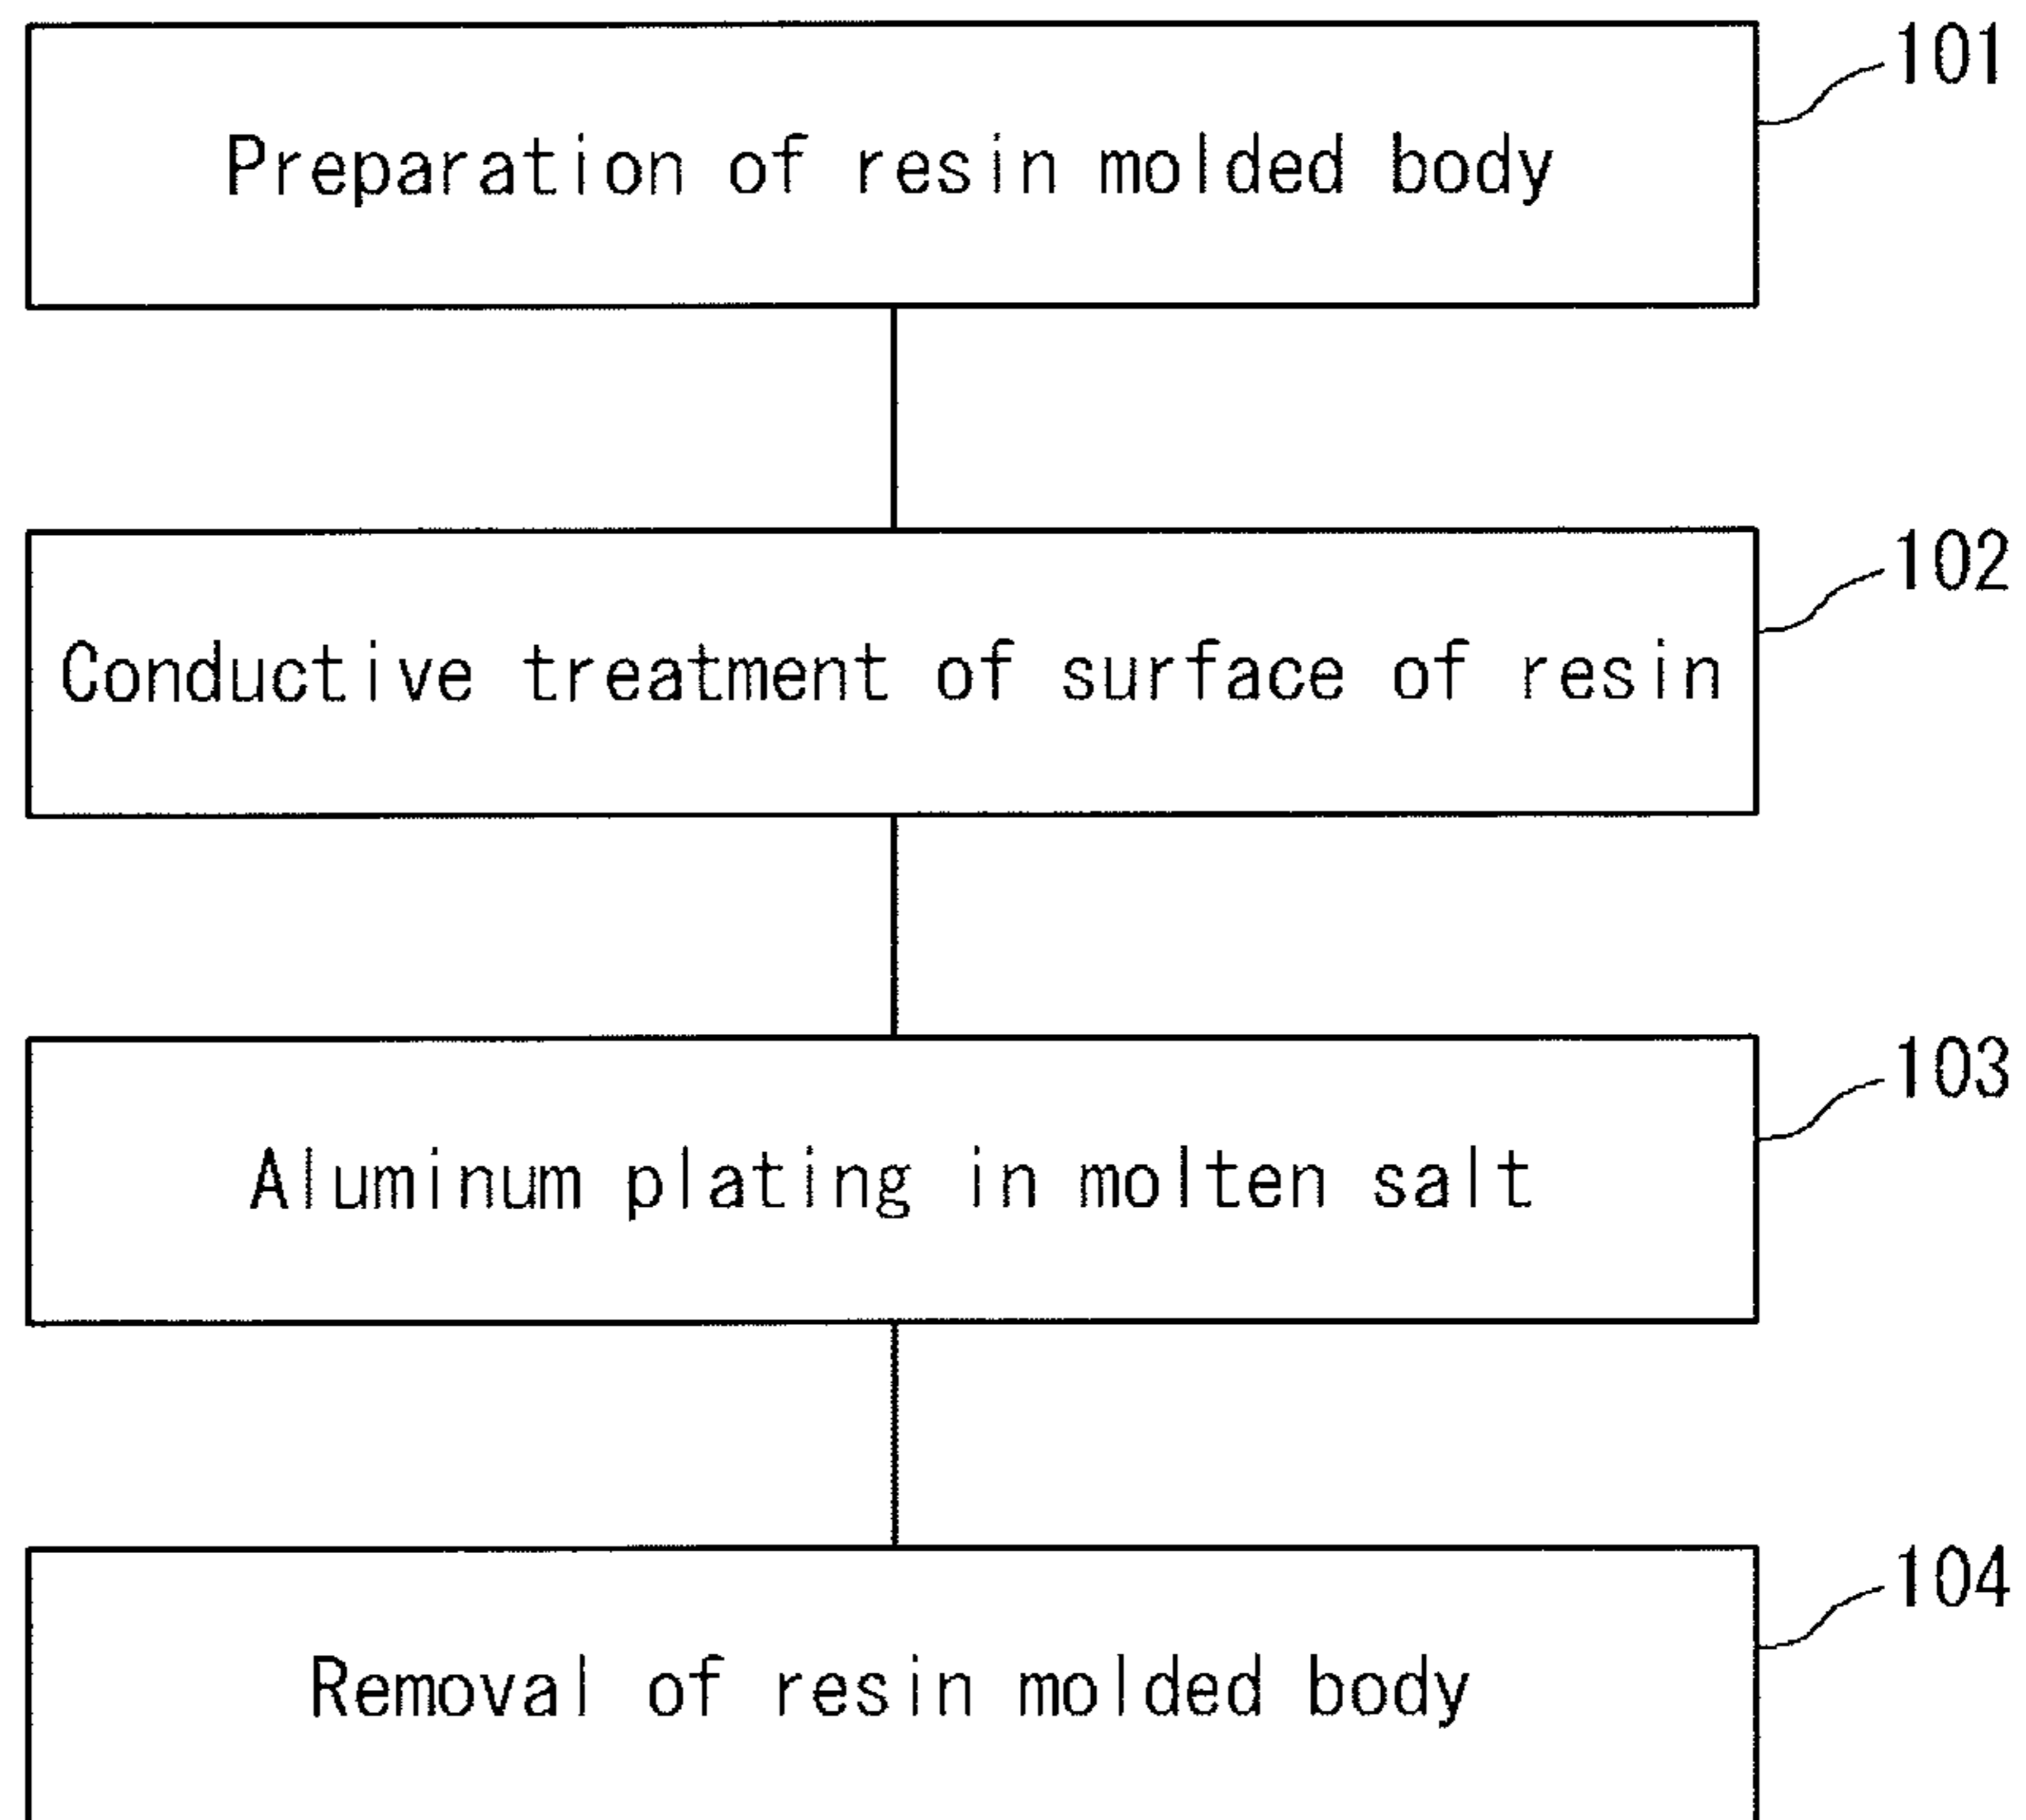 101
Preparation of resin molded body
102
Conductive treatment of surface of resin
103
Aluminum plating in molten salt
104
Removal of resin molded body